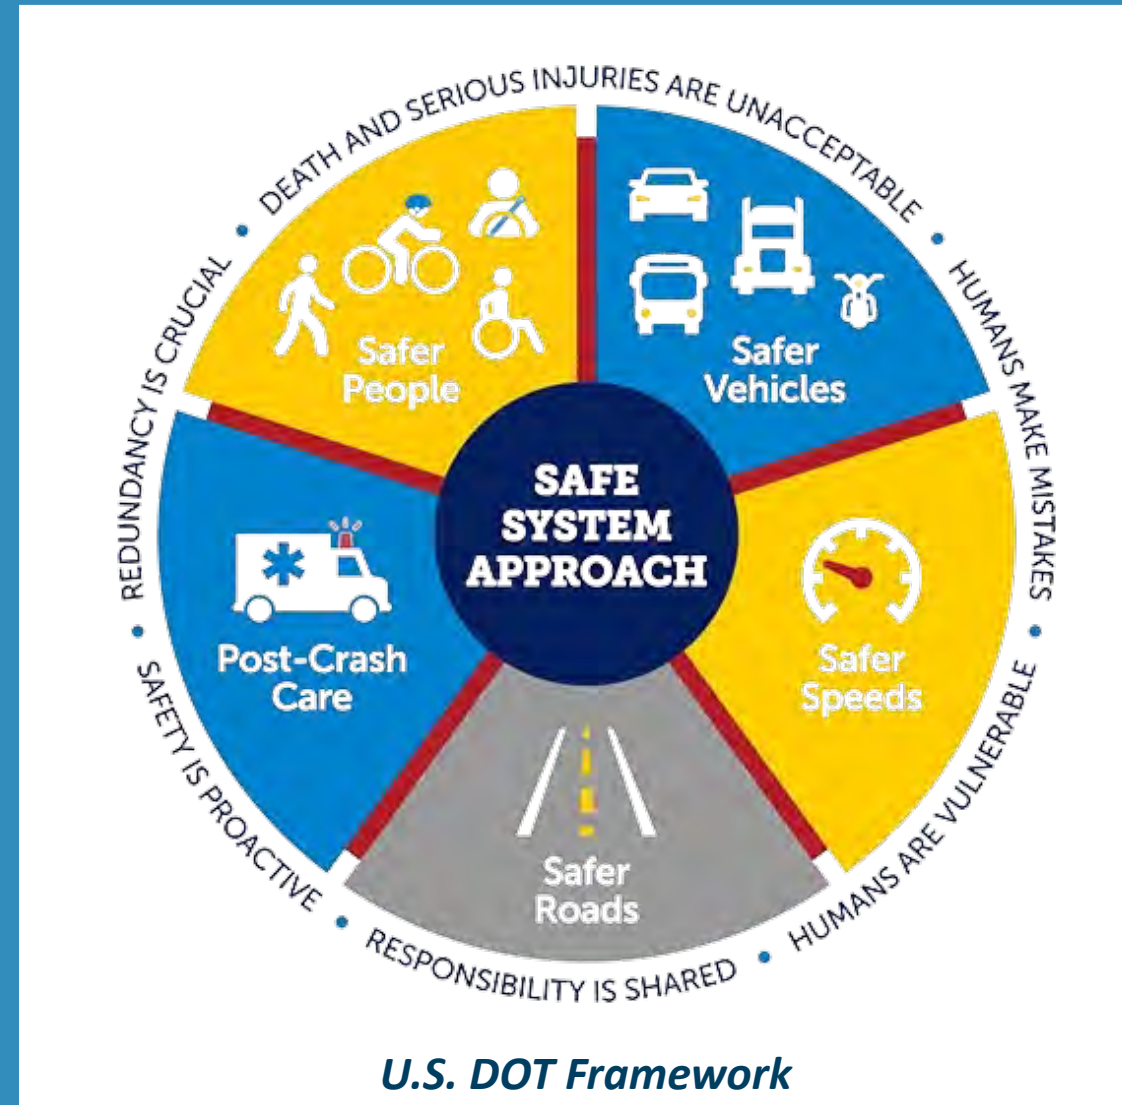 DEATH AND SERIOUS INJURIES ARE UNACCEPTABLE •
HUMANS MAKE MISTAKES •
HUMANS ARE VULNERABLE •
RESPONSIBILITY IS SHARED •
SAFETY IS PROACTIVE •
REDUNDANCY IS CRUCIAL •
Safer
People
Safer
Vehicles
SAFE
SYSTEM
APPROACH
Post-Crash
Care
Safer
Speeds
Safer
Roads
U.S. DOT Framework